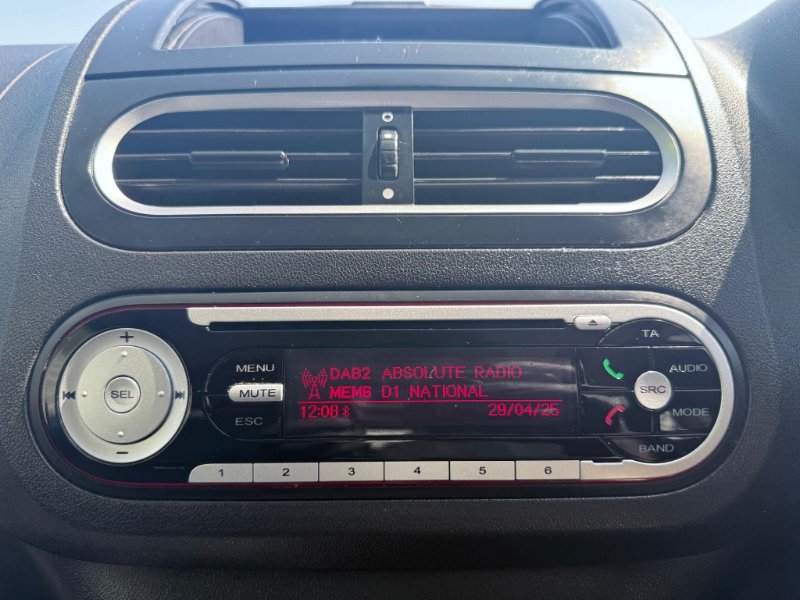 TA
MENU
DAB2 ABSOLUTE RADIO
AUDIO
+
SEL
-
MUTE
MEM6 D1 NATIONAL
SRC
12:08 29/04/25
MODE
ESC
BAND
1 2 3 4 5 6